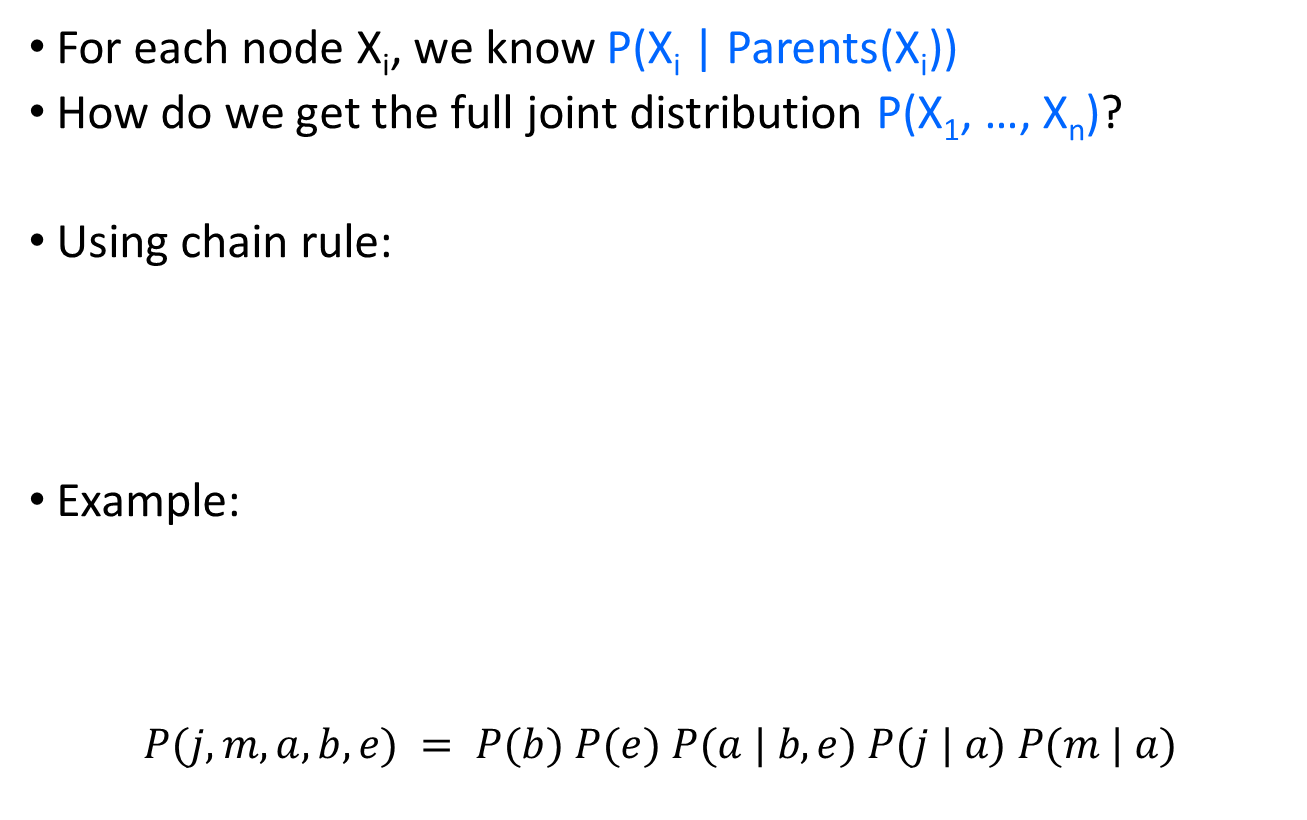 • For each node Xᵢ, we know P(Xᵢ | Parents(Xᵢ))
• How do we get the full joint distribution P(X₁, …, Xₙ)?
• Using chain rule:
• Example:
P(j, m, a, b, e) = P(b) P(e) P(a | b, e) P(j | a) P(m | a)